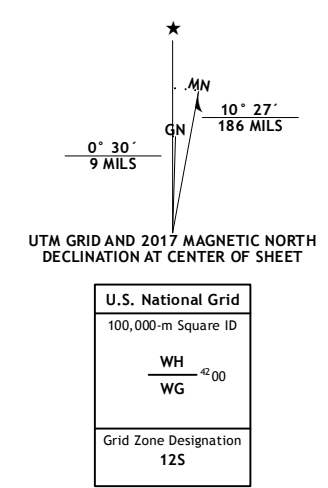 MN
GN
10° 27´
186 MILS
0° 30´
9 MILS
UTM GRID AND 2017 MAGNETIC NORTH
DECLINATION AT CENTER OF SHEET
U.S. National Grid
100,000-m Square ID
WH
4200
WG
Grid Zone Designation
12S